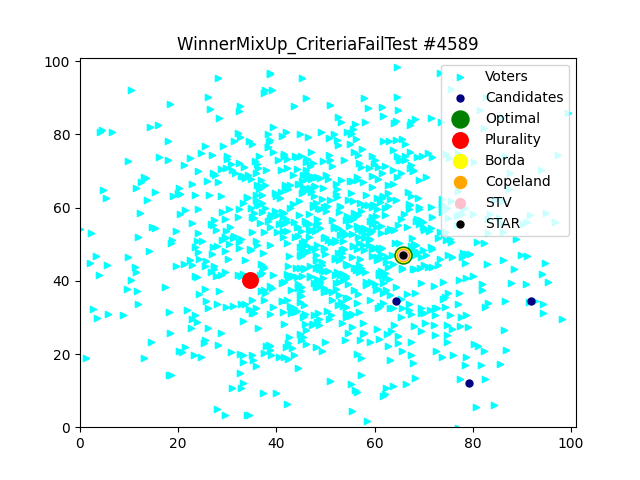 WinnerMixUp_CriteriaFailTest #4589
100
80
60
40
20
0
0
20
40
60
80
100
Voters
Candidates
Optimal
Plurality
Borda
Copeland
STV
STAR